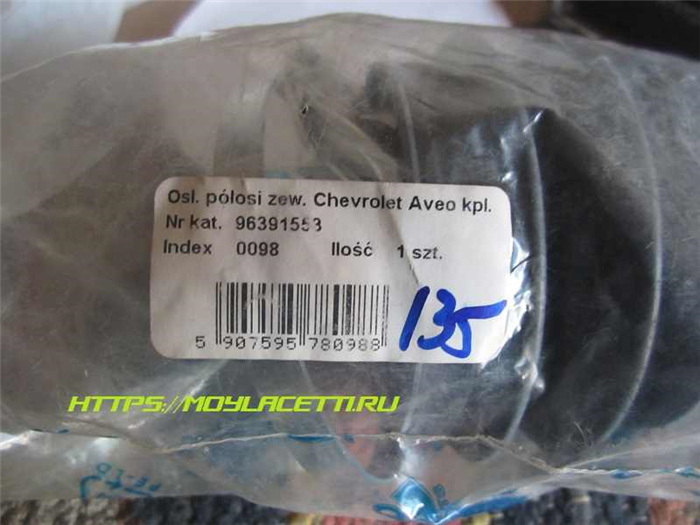 Osl. pólosi zew. Chevrolet Aveo kpl.
Nr kat. 96391553
Index 0098 Ilość 1 szt.
135
5 907595 780988
HTTPS://MOYLACETTI.RU